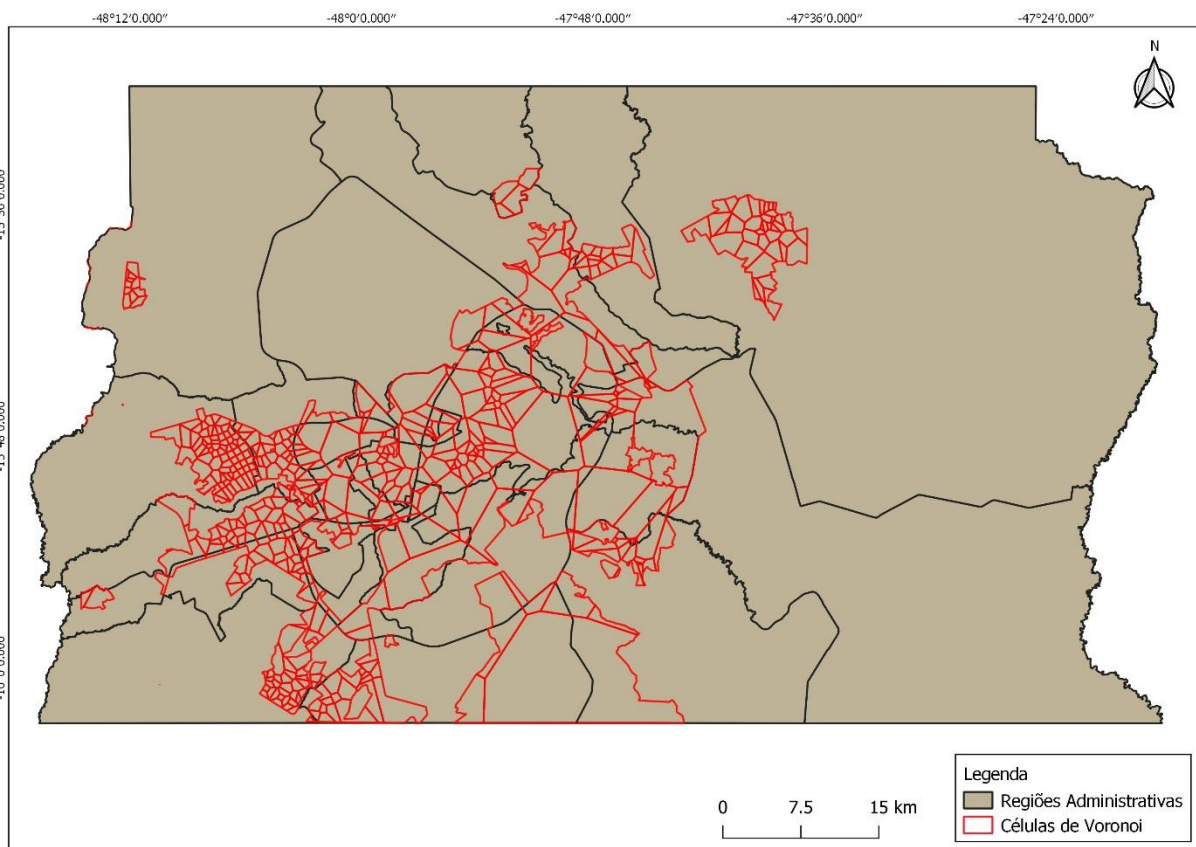 -48°12′0.000″ -48°0′0.000″ -47°48′0.000″ -47°36′0.000″ -47°24′0.000″
N
0 7.5 15 km
Legenda
Regiões Administrativas
Células de Voronoi